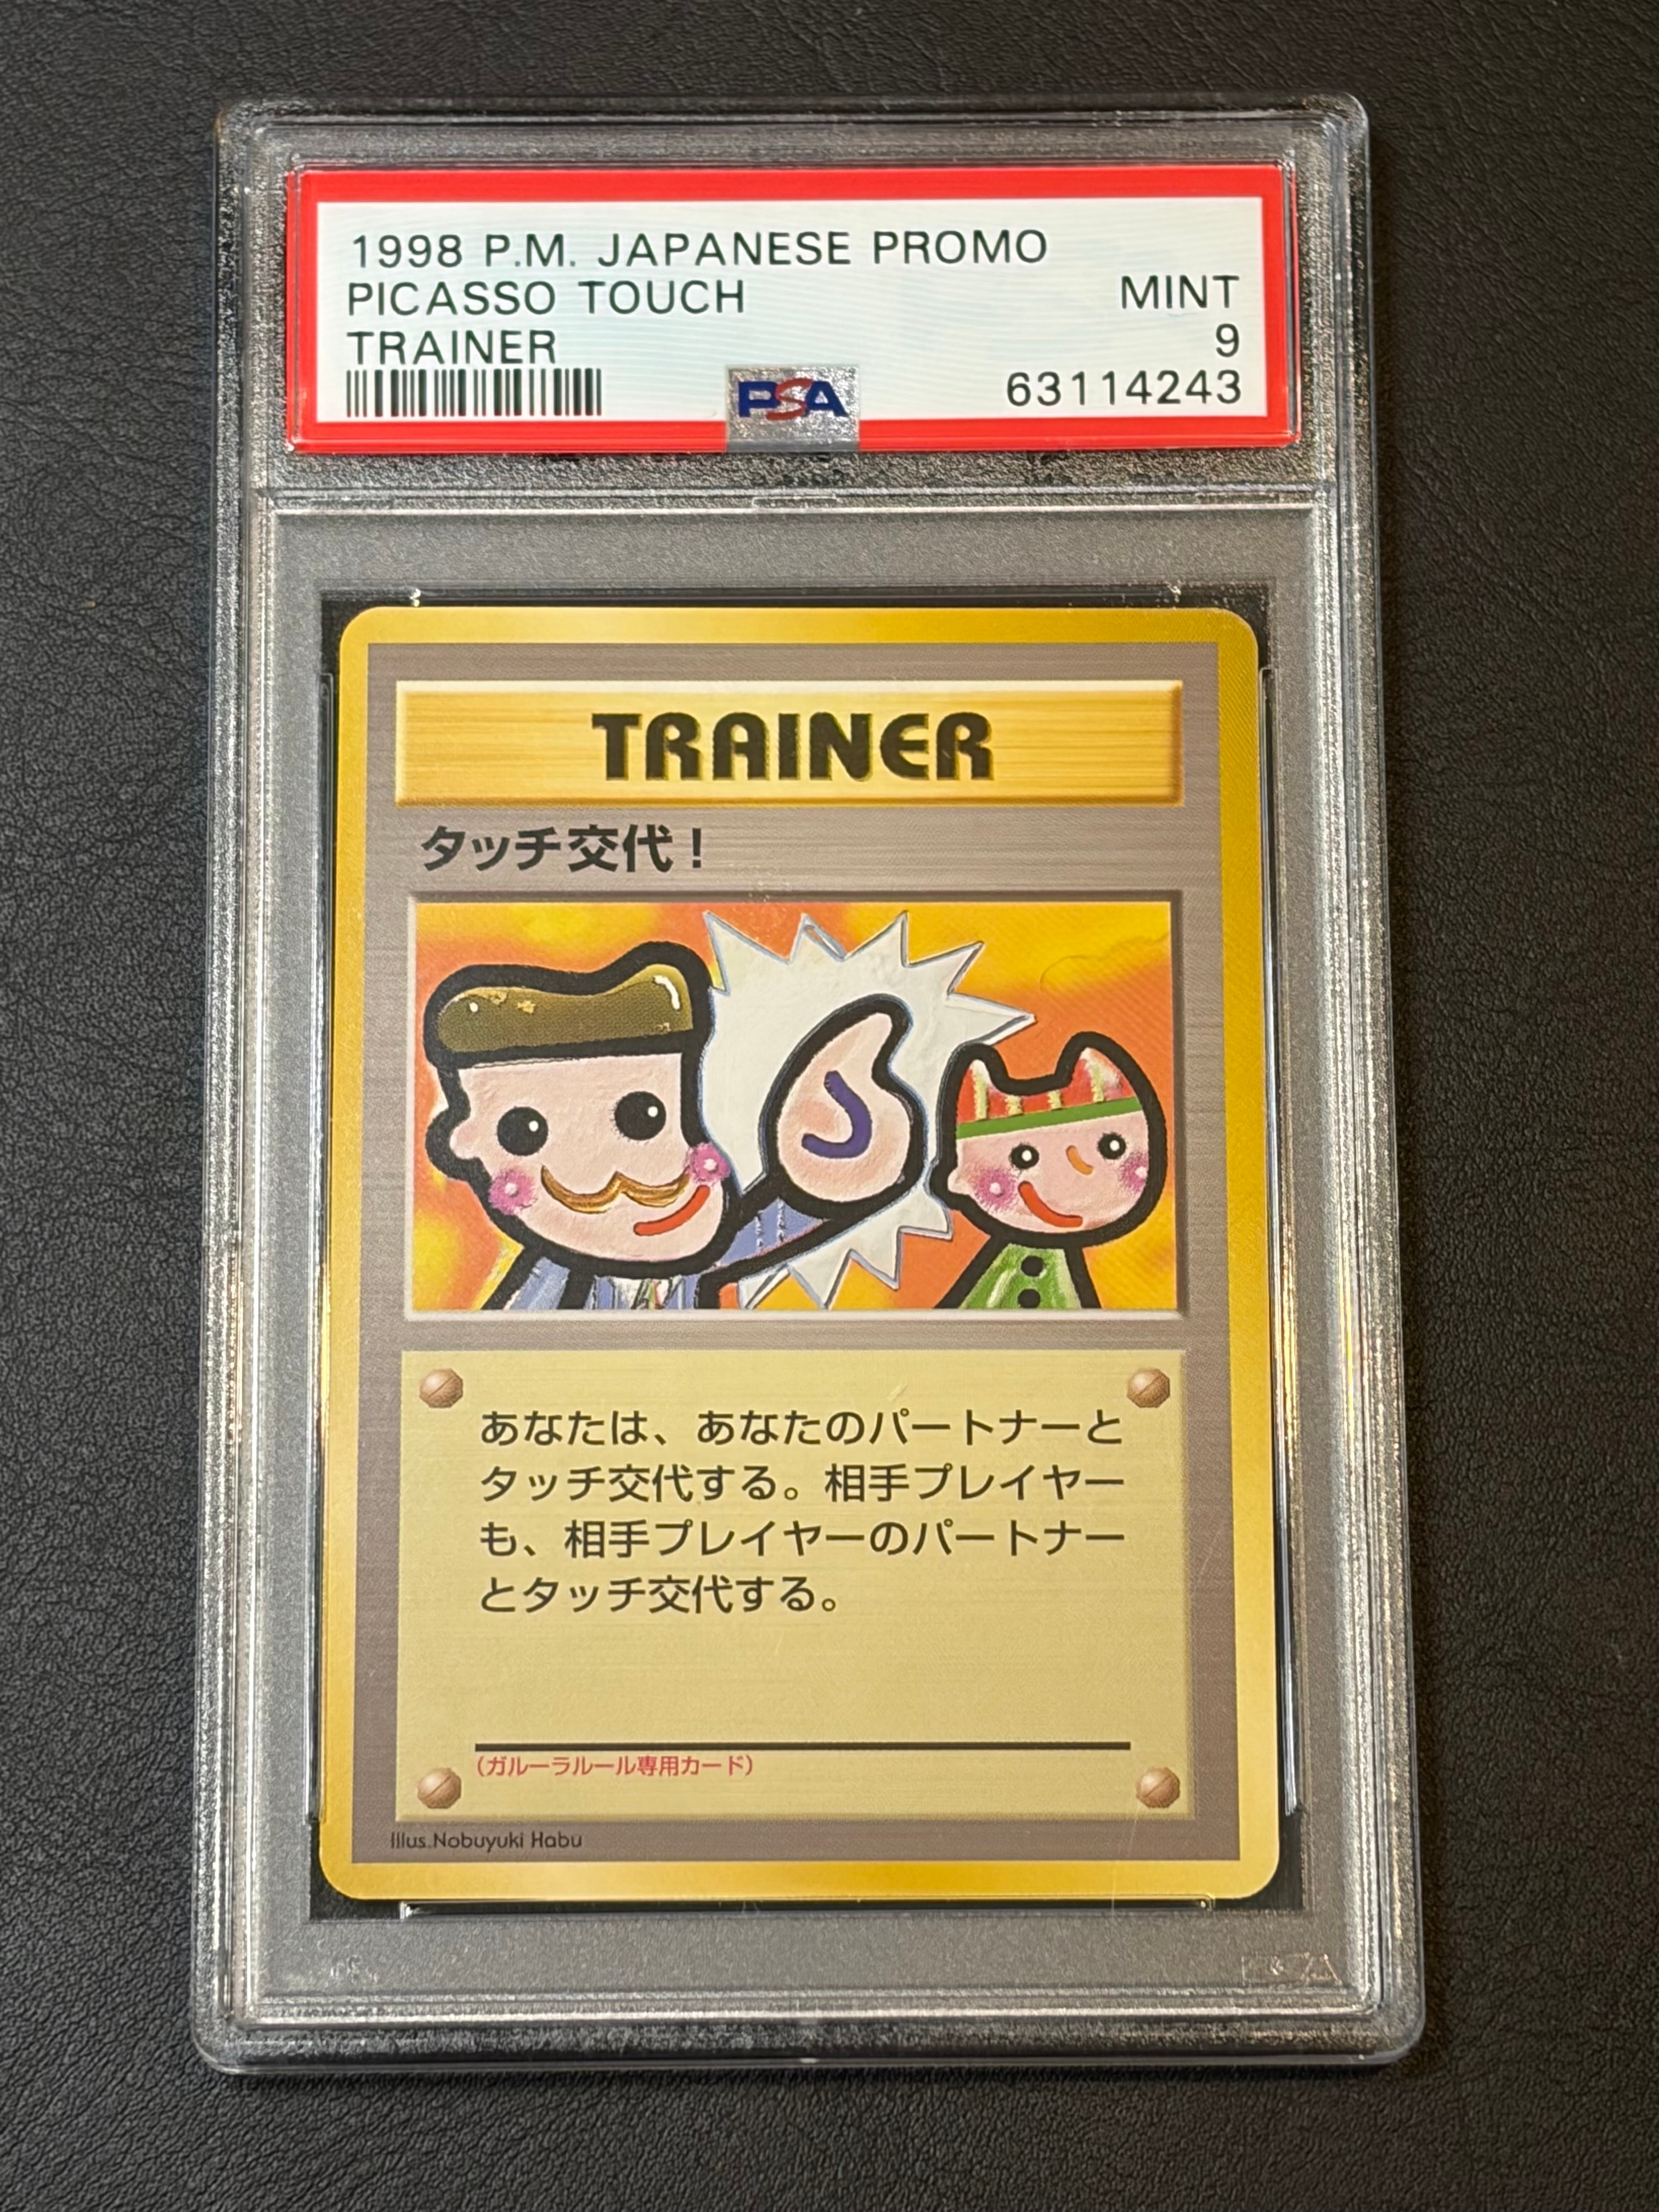 1998 P.M. JAPANESE PROMO
PICASSO TOUCH
MINT
TRAINER
9
PSA
63114243
TRAINER
タッチ交代！
あなたは、あなたのパートナーと
タッチ交代する。相手プレイヤー
も、相手プレイヤーのパートナー
とタッチ交代する。
（ガルーラルール専用カード）
Illus.Nobuyuki Habu